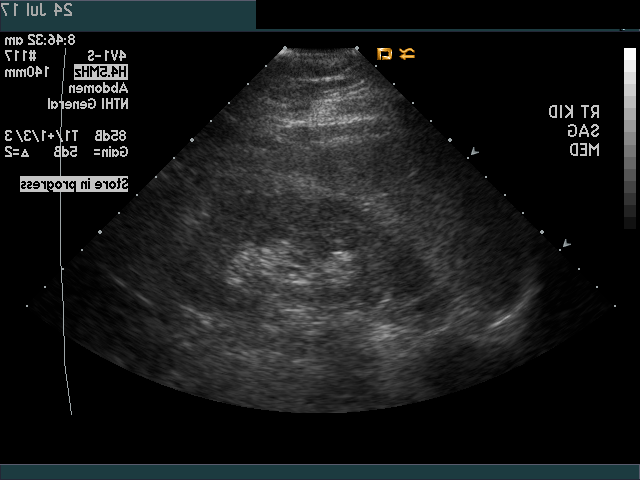 24 Jul 17
8:46:32 am
4V1-S #117
H4.5MHz 140mm
Abdomen
NTHI General
85dB T1/+1/3/3
Gain= 5dB Δ=2
Store in progress
RT KID
SAG
MED